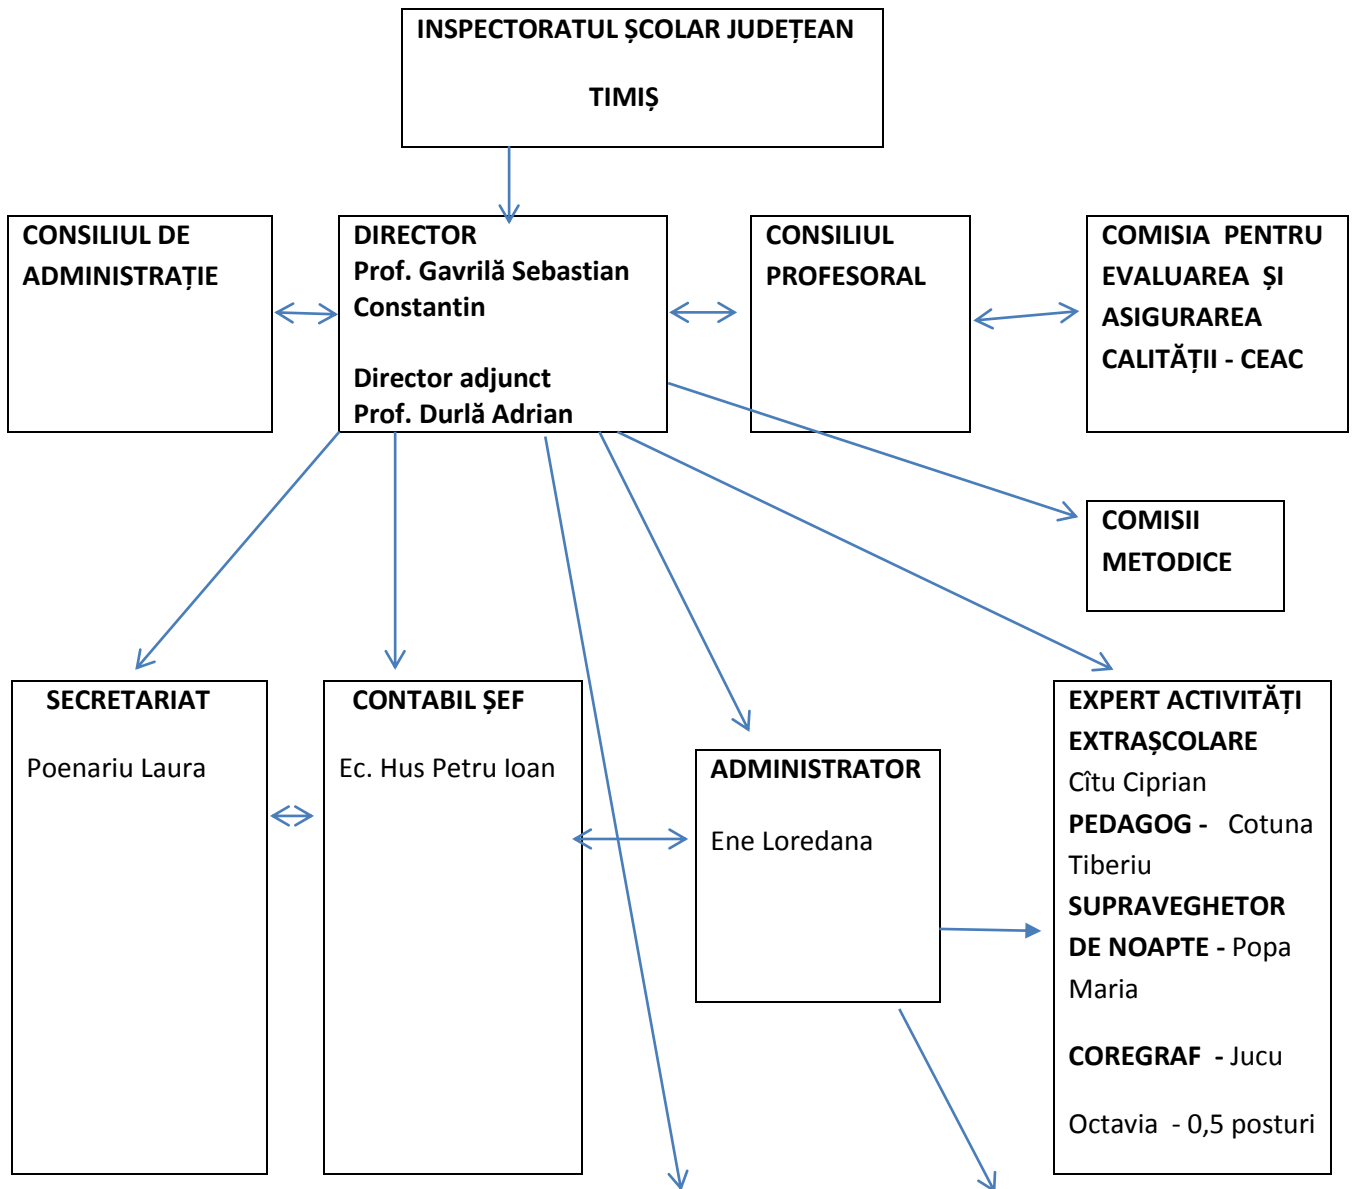 INSPECTORATUL ȘCOLAR JUDEȚEAN
TIMIȘ
CONSILIUL DE
ADMINISTRAȚIE
DIRECTOR
Prof. Gavrilă Sebastian
Constantin
Director adjunct
Prof. Durlă Adrian
CONSILIUL
PROFESORAL
COMISIA PENTRU
EVALUAREA ȘI
ASIGURAREA
CALITĂȚII - CEAC
COMISII
METODICE
SECRETARIAT
Poenariu Laura
CONTABIL ȘEF
Ec. Hus Petru Ioan
ADMINISTRATOR
Ene Loredana
EXPERT ACTIVITĂȚI
EXTRAȘCOLARE
Cîtu Ciprian
PEDAGOG - Cotuna
Tiberiu
SUPRAVEGHETOR
DE NOAPTE - Popa
Maria
COREGRAF - Jucu
Octavia - 0,5 posturi